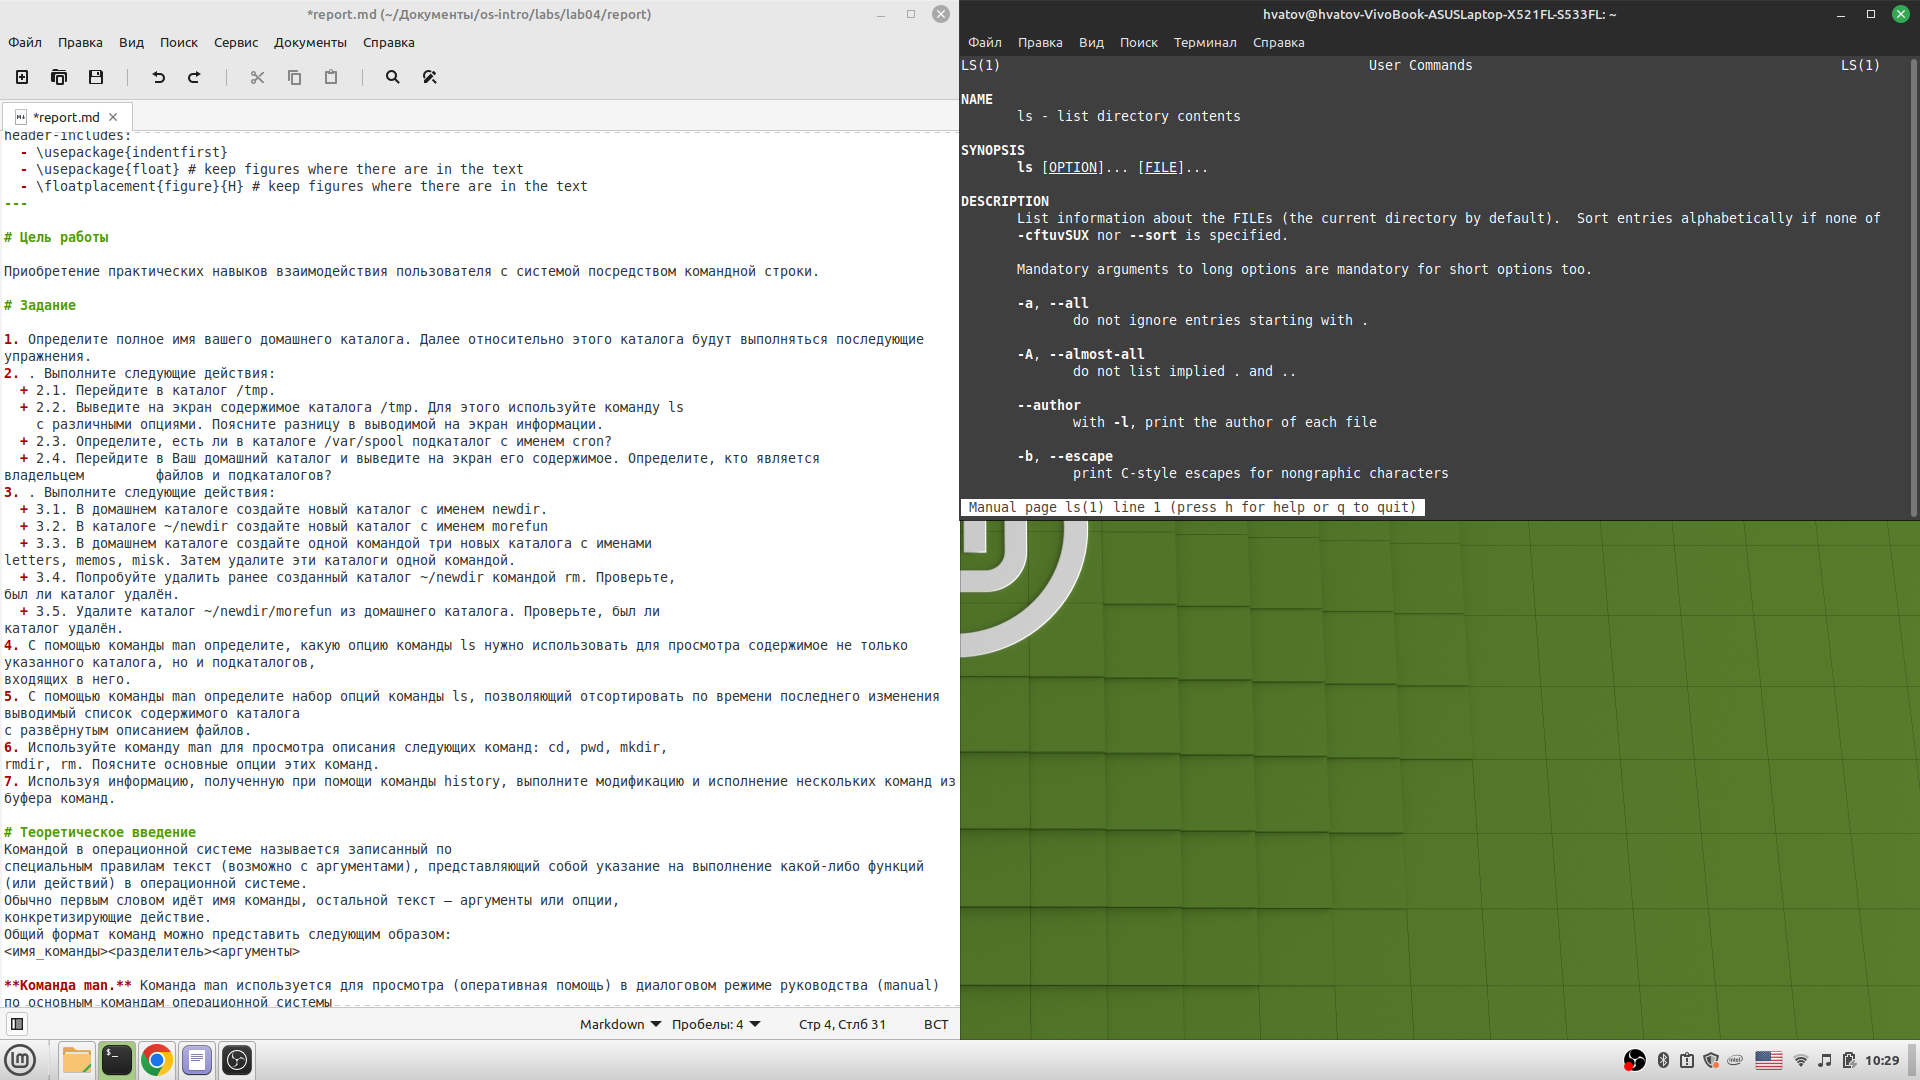 *report.md (~/Документы/os-intro/labs/lab04/report)
Файл Правка Вид Поиск Сервис Документы Справка
*report.md
header-includes:
- \usepackage{indentfirst}
- \usepackage{float} # keep figures where there are in the text
- \floatplacement{figure}{H} # keep figures where there are in the text
---
# Цель работы
Приобретение практических навыков взаимодействия пользователя с системой посредством командной строки.
# Задание
1. Определите полное имя вашего домашнего каталога. Далее относительно этого каталога будут выполняться последующие
упражнения.
2. . Выполните следующие действия:
+ 2.1. Перейдите в каталог /tmp.
+ 2.2. Выведите на экран содержимое каталога /tmp. Для этого используйте команду ls
с различными опциями. Поясните разницу в выводимой на экран информации.
+ 2.3. Определите, есть ли в каталоге /var/spool подкаталог с именем cron?
+ 2.4. Перейдите в Ваш домашний каталог и выведите на экран его содержимое. Определите, кто является
владельцем         файлов и подкаталогов?
3. . Выполните следующие действия:
+ 3.1. В домашнем каталоге создайте новый каталог с именем newdir.
+ 3.2. В каталоге ~/newdir создайте новый каталог с именем morefun
+ 3.3. В домашнем каталоге создайте одной командой три новых каталога с именами
letters, memos, misk. Затем удалите эти каталоги одной командой.
+ 3.4. Попробуйте удалить ранее созданный каталог ~/newdir командой rm. Проверьте,
был ли каталог удалён.
+ 3.5. Удалите каталог ~/newdir/morefun из домашнего каталога. Проверьте, был ли
каталог удалён.
4. С помощью команды man определите, какую опцию команды ls нужно использовать для просмотра содержимое не только
указанного каталога, но и подкаталогов,
входящих в него.
5. С помощью команды man определите набор опций команды ls, позволяющий отсортировать по времени последнего изменения
выводимый список содержимого каталога
с развёрнутым описанием файлов.
6. Используйте команду man для просмотра описания следующих команд: cd, pwd, mkdir,
rmdir, rm. Поясните основные опции этих команд.
7. Используя информацию, полученную при помощи команды history, выполните модификацию и исполнение нескольких команд из
буфера команд.
# Теоретическое введение
Командой в операционной системе называется записанный по
специальным правилам текст (возможно с аргументами), представляющий собой указание на выполнение какой-либо функций
(или действий) в операционной системе.
Обычно первым словом идёт имя команды, остальной текст — аргументы или опции,
конкретизирующие действие.
Общий формат команд можно представить следующим образом:
<имя_команды><разделитель><аргументы>
**Команда man.** Команда man используется для просмотра (оперативная помощь) в диалоговом режиме руководства (manual)
по основным командам операционной системы
Markdown Пробелы: 4 Стр 4, Стлб 31 ВСТ
hvatov@hvatov-VivoBook-ASUSLaptop-X521FL-S533FL: ~
Файл Правка Вид Поиск Терминал Справка
LS(1) User Commands LS(1)
NAME
ls - list directory contents
SYNOPSIS
ls [OPTION]... [FILE]...
DESCRIPTION
List information about the FILEs (the current directory by default).  Sort entries alphabetically if none of
-cftuvSUX nor --sort is specified.
Mandatory arguments to long options are mandatory for short options too.
-a, --all
do not ignore entries starting with .
-A, --almost-all
do not list implied . and ..
--author
with -l, print the author of each file
-b, --escape
print C-style escapes for nongraphic characters
Manual page ls(1) line 1 (press h for help or q to quit)
10:29